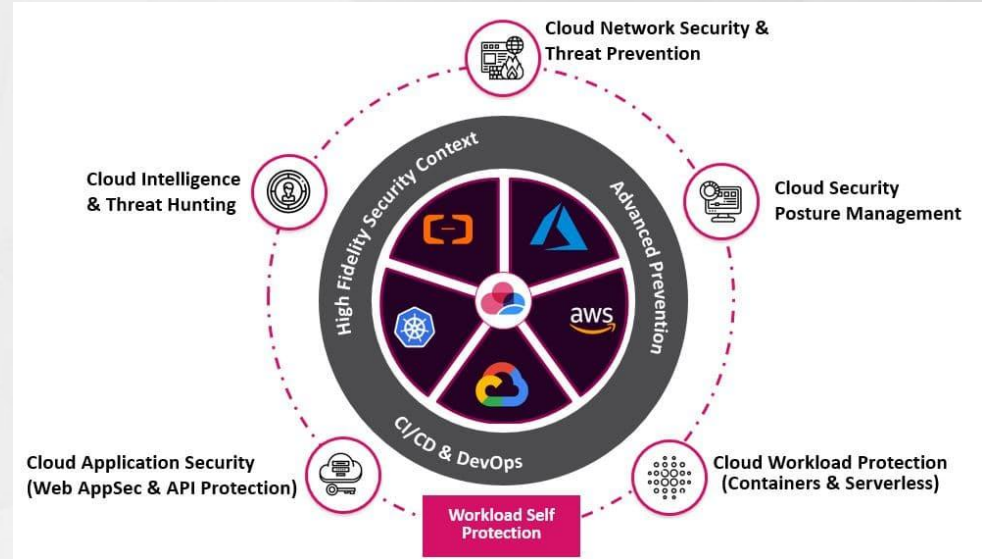 Cloud Network Security &
Threat Prevention
Cloud Intelligence
& Threat Hunting
Cloud Security
Posture Management
High Fidelity Security Context
Advanced Prevention
CI/CD & DevOps
aws
Cloud Application Security
(Web AppSec & API Protection)
Cloud Workload Protection
(Containers & Serverless)
Workload Self
Protection